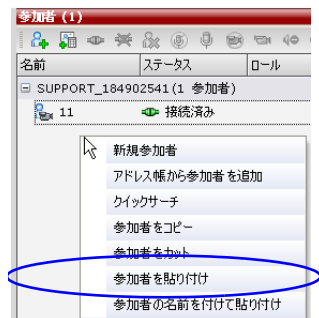 参加者 (1)
名前 ステータス ロール
SUPPORT_184902541(1 参加者)
11 接続済み
新規参加者
アドレス帳から参加者を追加
クイックサーチ
参加者をコピー
参加者をカット
参加者を貼り付け
参加者の名前を付けて貼り付け